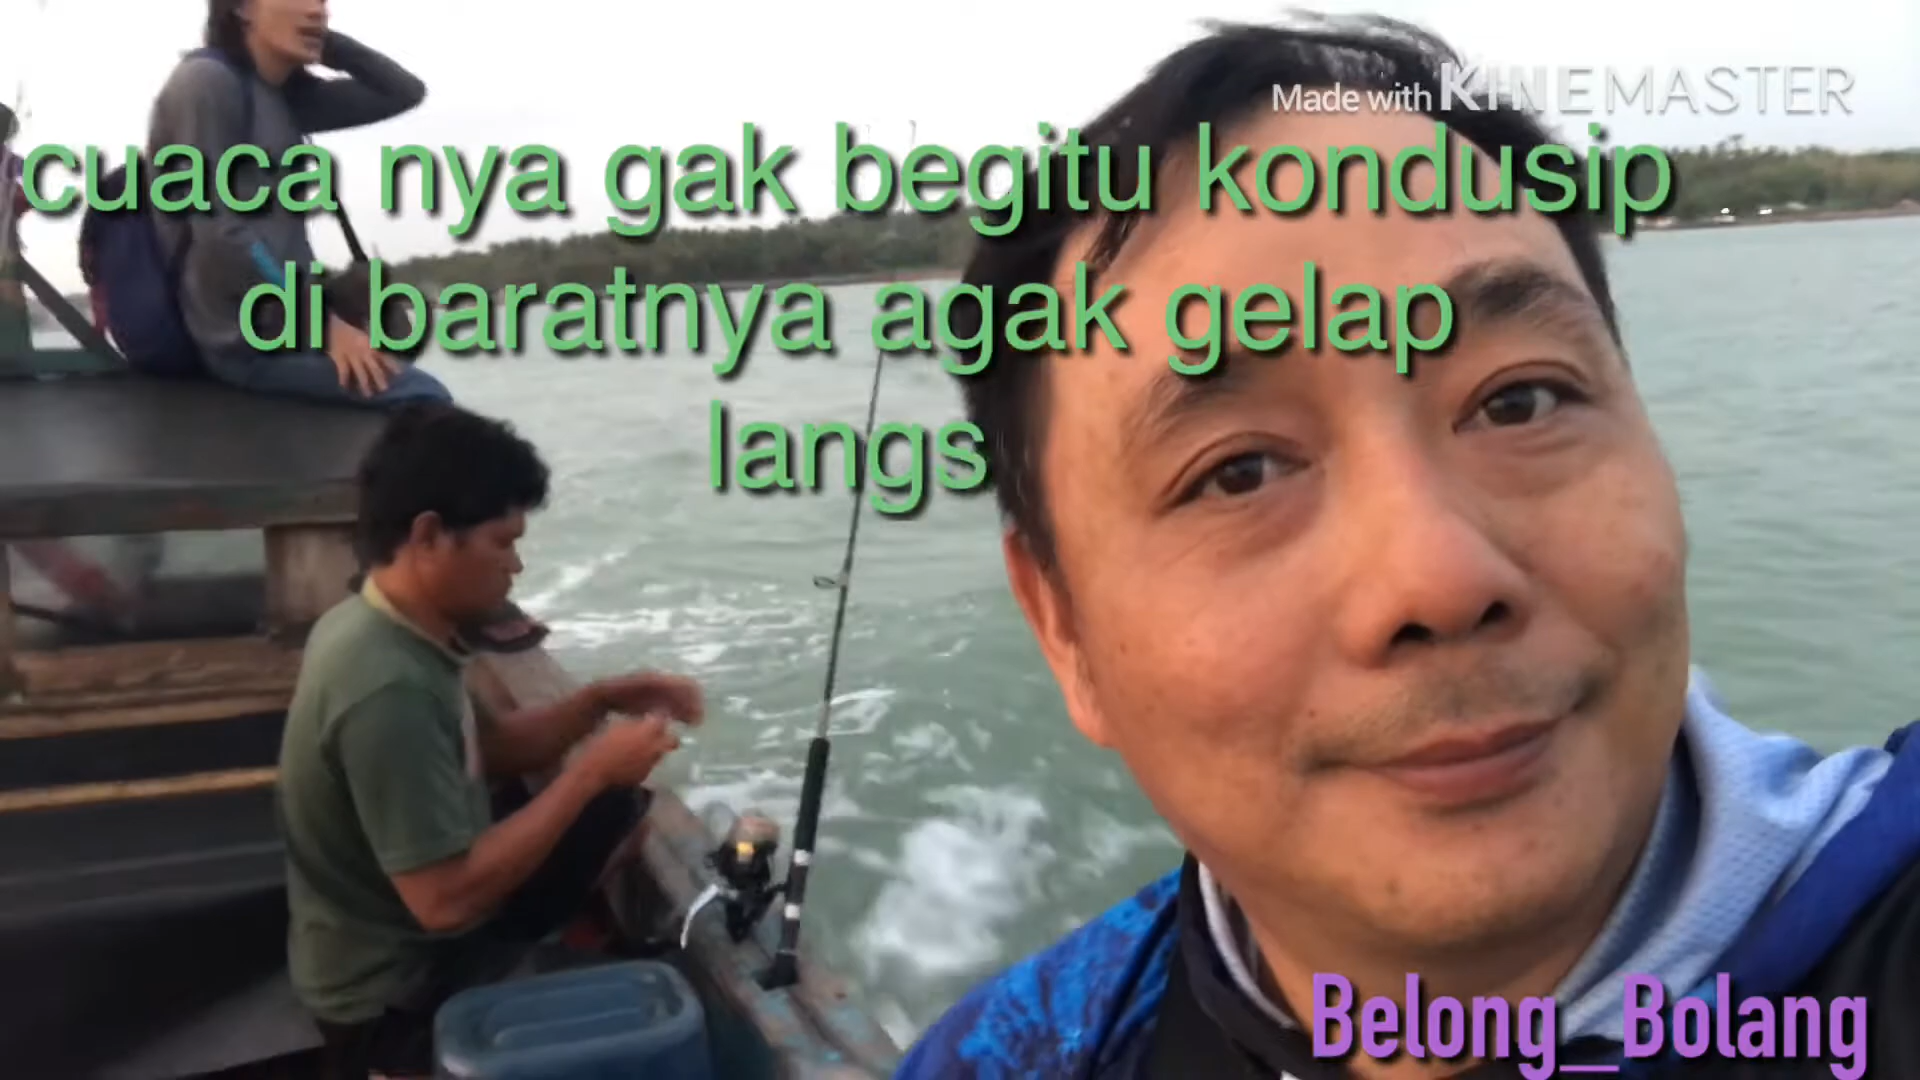 Made with KINEMASTER
cuaca nya gak begitu kondusip
di baratnya agak gelap
langs
Belong_Bolang